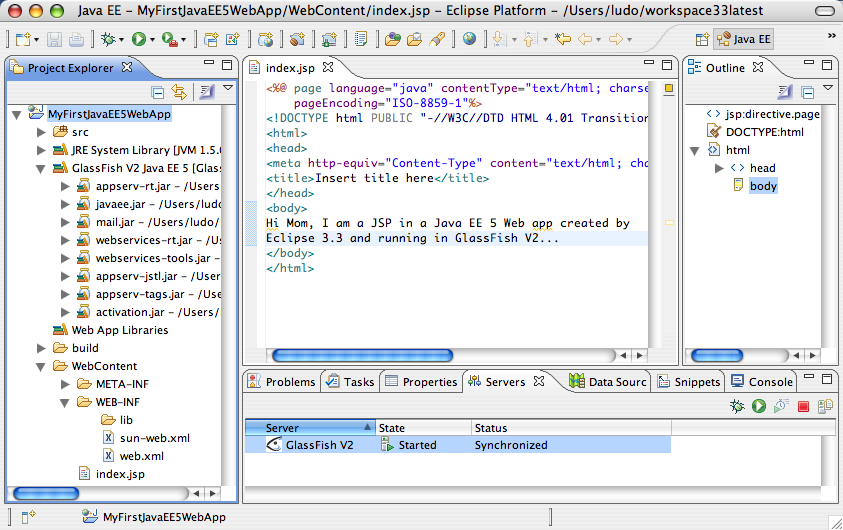 Java EE - MyFirstJavaEE5WebApp/WebContent/index.jsp - Eclipse Platform - /Users/ludo/workspace33latest
Java EE
Project Explorer
MyFirstJavaEE5WebApp
src
JRE System Library [JVM 1.5.0
GlassFish V2 Java EE 5 [Glass
appserv-rt.jar - /Users
javaee.jar - /Users/ludo
mail.jar - /Users/ludo/
webservices-rt.jar - /U
webservices-tools.jar -
appserv-jstl.jar - /Use
appserv-tags.jar - /Use
activation.jar - /Users/
Web App Libraries
build
WebContent
META-INF
WEB-INF
lib
sun-web.xml
web.xml
index.jsp
index.jsp
<%@ page language="java" contentType="text/html; charse
pageEncoding="ISO-8859-1"%>
<!DOCTYPE html PUBLIC "-//W3C//DTD HTML 4.01 Transition
<html>
<head>
<meta http-equiv="Content-Type" content="text/html; cha
<title>Insert title here</title>
</head>
<body>
Hi Mom, I am a JSP in a Java EE 5 Web app created by
Eclipse 3.3 and running in GlassFish V2...
</body>
</html>
Outline
jsp:directive.page
DOCTYPE:html
html
head
body
Problems Tasks Properties Servers Data Sourc Snippets Console
Server State Status
GlassFish V2 Started Synchronized
MyFirstJavaEE5WebApp